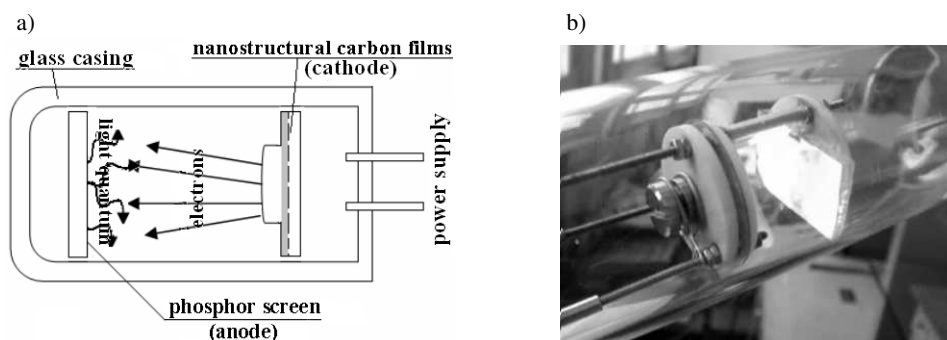 a)
b)
nanostructural carbon films
(cathode)
glass casing
light quantum
electrons
power supply
phosphor screen
(anode)